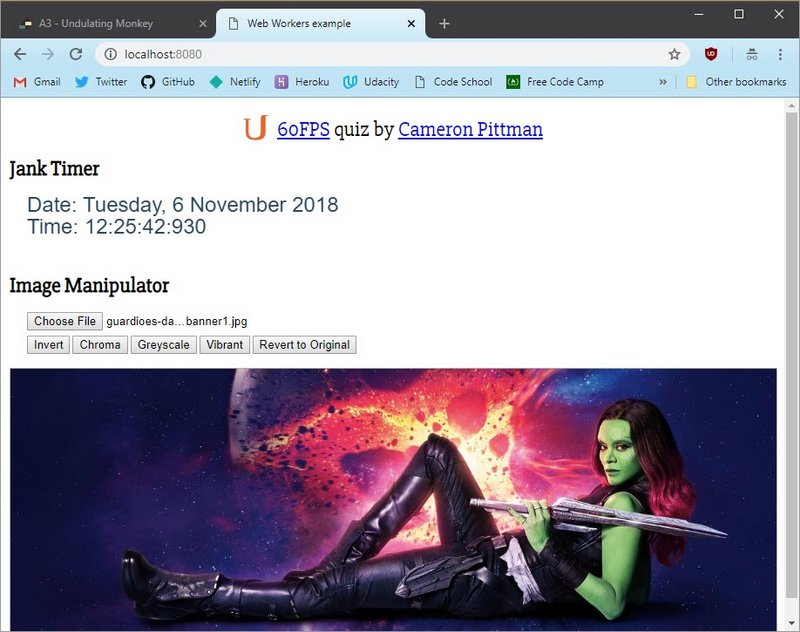 A3 - Undulating Monkey
Web Workers example
localhost:8080
Gmail Twitter GitHub Netlify Heroku Udacity Code School Free Code Camp » Other bookmarks
60FPS quiz by Cameron Pittman
Jank Timer
Date: Tuesday, 6 November 2018
Time: 12:25:42:930
Image Manipulator
Choose File guardioes-da...banner1.jpg
Invert Chroma Greyscale Vibrant Revert to Original